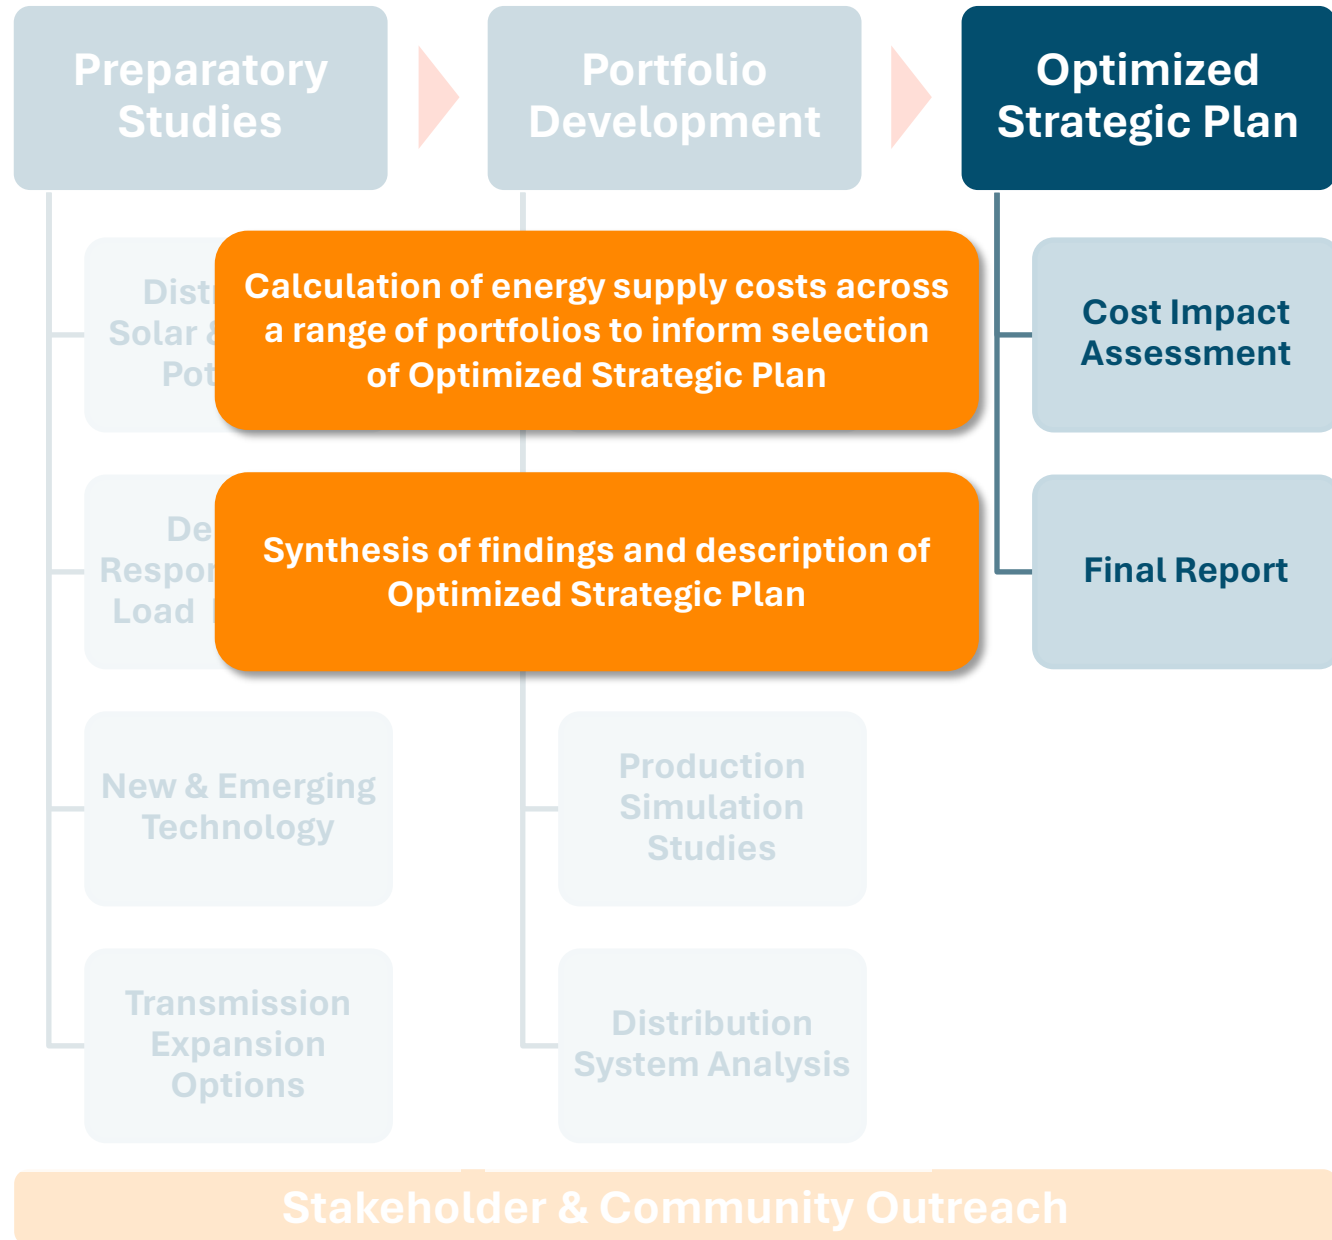 Preparatory
Studies
Portfolio
Development
Optimized
Strategic Plan
Solar &
Calculation of energy supply costs across
a range of portfolios to inform selection
of Optimized Strategic Plan
Cost Impact
Assessment
Load
Synthesis of findings and description of
Optimized Strategic Plan
Final Report
New & Emerging
Technology
Production
Simulation
Studies
Transmission
Expansion
Options
Distribution
System Analysis
Stakeholder & Community Outreach